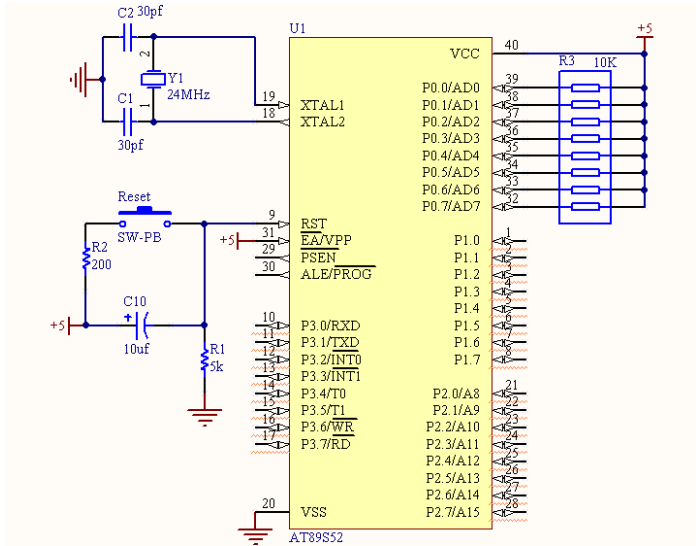 C2 30pf
2
Y1
24MHz
1
C1
30pf
Reset
SW-PB
R2
200
+5
C10
+
10uf
R1
5k
+5
U1
19 XTAL1
18 XTAL2
9 RST
31 EA/VPP
29 PSEN
30 ALE/PROG
10 P3.0/RXD
11 P3.1/TXD
12 P3.2/INT0
13 P3.3/INT1
14 P3.4/T0
15 P3.5/T1
16 P3.6/WR
17 P3.7/RD
20 VSS
AT89S52
VCC 40
P0.0/AD0 39
P0.1/AD1 38
P0.2/AD2 37
P0.3/AD3 36
P0.4/AD4 35
P0.5/AD5 34
P0.6/AD6 33
P0.7/AD7 32
P1.0 1
P1.1 2
P1.2 3
P1.3 4
P1.4 5
P1.5 6
P1.6 7
P1.7 8
P2.0/A8 21
P2.1/A9 22
P2.2/A10 23
P2.3/A11 24
P2.4/A12 25
P2.5/A13 26
P2.6/A14 27
P2.7/A15 28
+5
R3 10K